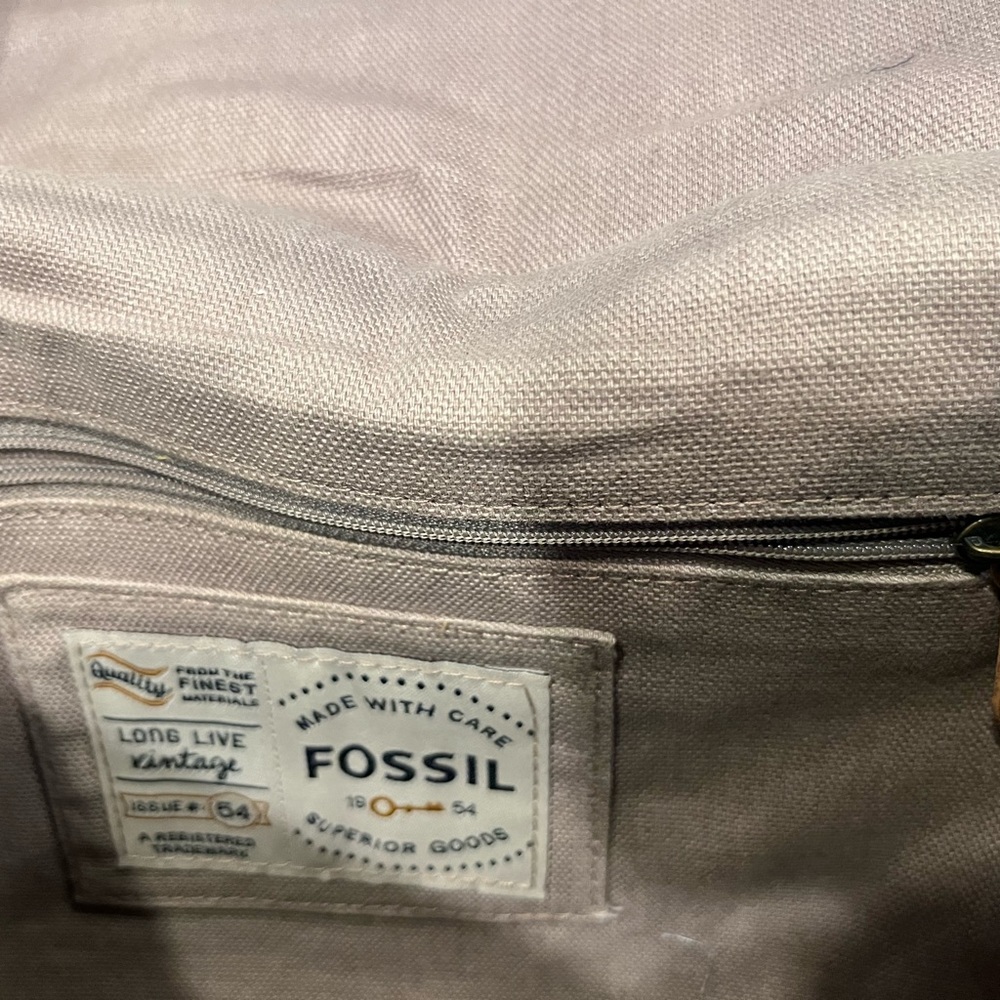 Quality
FROM THE
FINEST
MATERIALS
LONG LIVE
vintage
ISSUE #: 54
A REGISTERED
TRADEMARK
MADE WITH CARE
FOSSIL
19 54
SUPERIOR GOODS